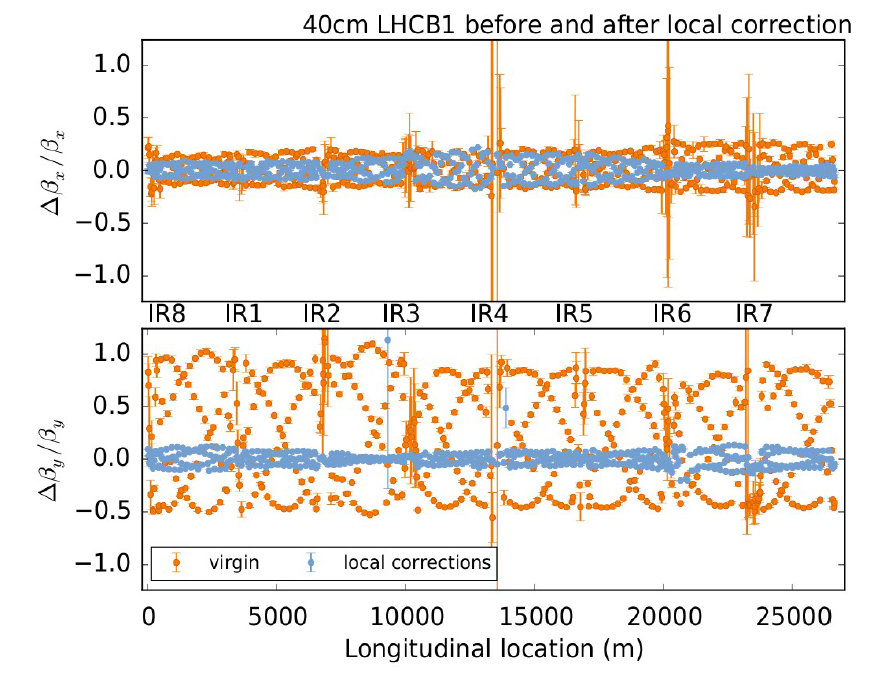 40cm LHCB1 before and after local correction
1.0
0.5
0.0
−0.5
−1.0
Δβx/βx
IR8 IR1 IR2 IR3 IR4 IR5 IR6 IR7
1.0
0.5
0.0
−0.5
−1.0
Δβy/βy
virgin local corrections
0 5000 10000 15000 20000 25000
Longitudinal location (m)